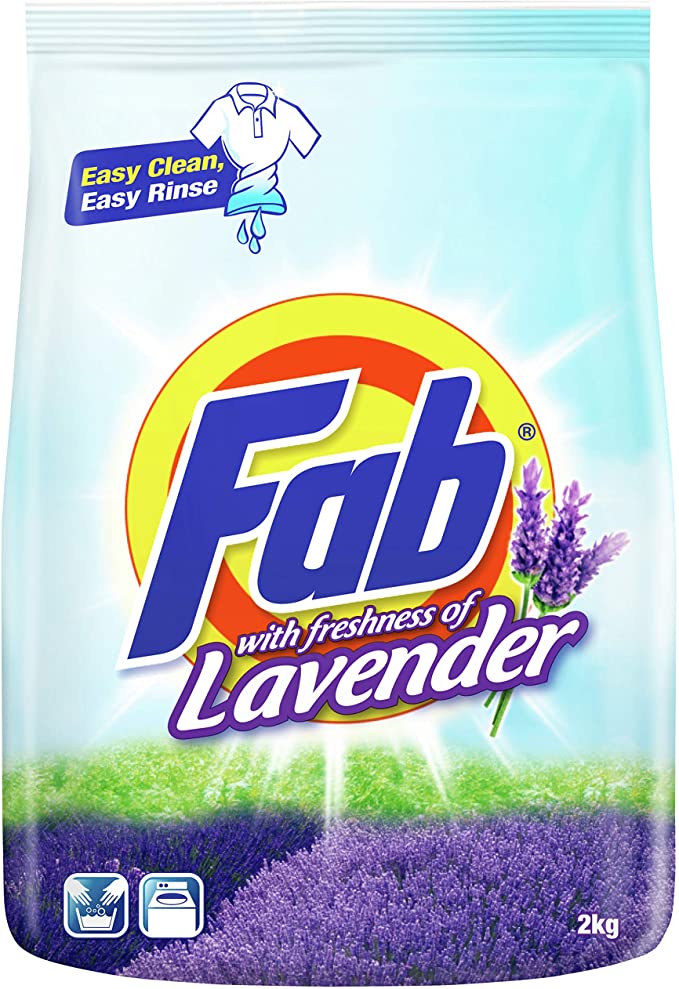 Easy Clean,
Easy Rinse
Fab®
with freshness of
Lavender
2kg